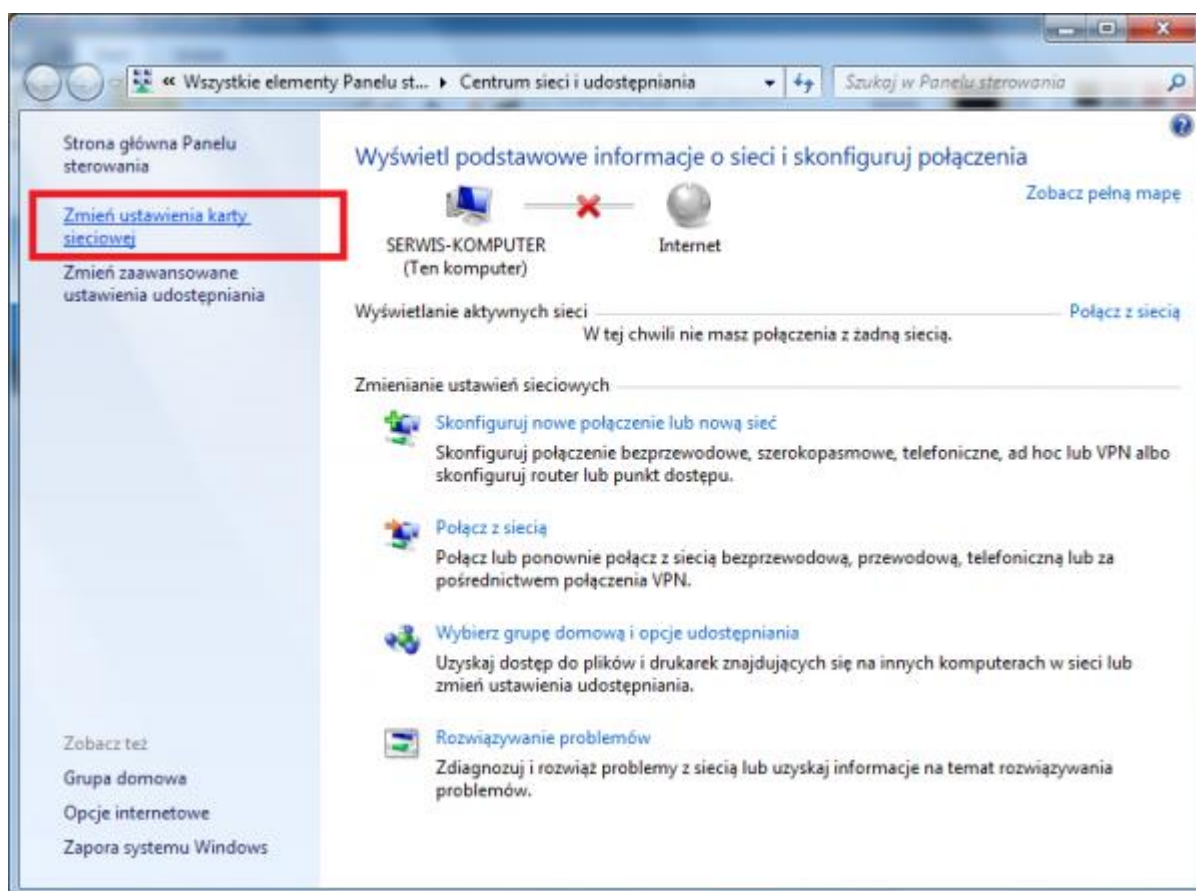 « Wszystkie elementy Panelu st... ▸ Centrum sieci i udostępniania
Szukaj w Panelu sterowania
Strona główna Panelu
sterowania
Zmień ustawienia karty
sieciowej
Zmień zaawansowane
ustawienia udostępniania
Wyświetl podstawowe informacje o sieci i skonfiguruj połączenia
Zobacz pełną mapę
SERWIS-KOMPUTER
(Ten komputer)
Internet
Wyświetlanie aktywnych sieci
Połącz z siecią
W tej chwili nie masz połączenia z żadną siecią.
Zmienianie ustawień sieciowych
Skonfiguruj nowe połączenie lub nową sieć
Skonfiguruj połączenie bezprzewodowe, szerokopasmowe, telefoniczne, ad hoc lub VPN albo
skonfiguruj router lub punkt dostępu.
Połącz z siecią
Połącz lub ponownie połącz z siecią bezprzewodową, przewodową, telefoniczną lub za
pośrednictwem połączenia VPN.
Wybierz grupę domową i opcje udostępniania
Uzyskaj dostęp do plików i drukarek znajdujących się na innych komputerach w sieci lub
zmień ustawienia udostępniania.
Rozwiązywanie problemów
Zdiagnozuj i rozwiąż problemy z siecią lub uzyskaj informacje na temat rozwiązywania
problemów.
Zobacz też
Grupa domowa
Opcje internetowe
Zapora systemu Windows